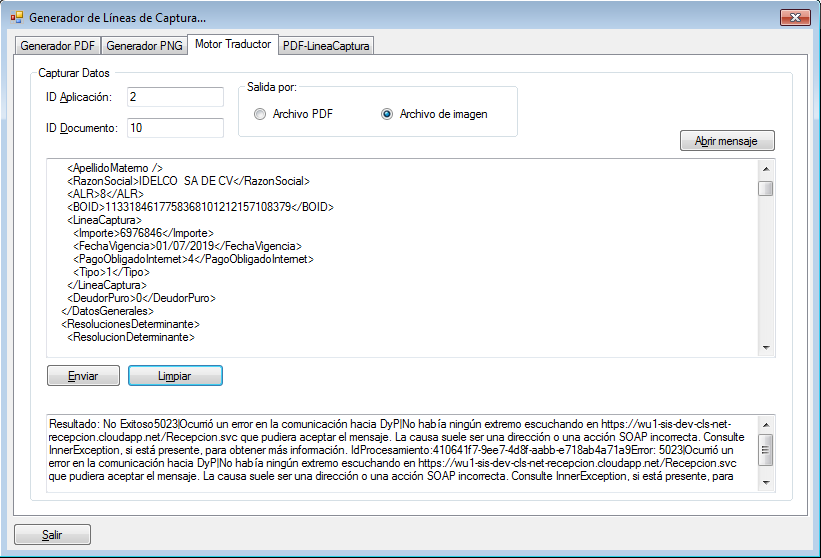 Generador de Líneas de Captura...
Generador PDF
Generador PNG
Motor Traductor
PDF-LineaCaptura
Capturar Datos
ID Aplicación:
2
Salida por:
Archivo PDF
Archivo de imagen
ID Documento:
10
Abrir mensaje
<ApellidoMaterno />
<RazonSocial>IDELCO  SA DE CV</RazonSocial>
<ALR>8</ALR>
<BOID>1133184617758368101212157108379</BOID>
<LineaCaptura>
<Importe>6976846</Importe>
<FechaVigencia>01/07/2019</FechaVigencia>
<PagoObligadoInternet>4</PagoObligadoInternet>
<Tipo>1</Tipo>
</LineaCaptura>
<DeudorPuro>0</DeudorPuro>
</DatosGenerales>
<ResolucionesDeterminante>
<ResolucionDeterminante>
Enviar
Limpiar
Resultado: No Exitoso5023|Ocurrió un error en la comunicación hacia DyP|No había ningún extremo escuchando en https://wu1-sis-dev-cls-net-
recepcion.cloudapp.net/Recepcion.svc que pudiera aceptar el mensaje. La causa suele ser una dirección o una acción SOAP incorrecta. Consulte
InnerException, si está presente, para obtener más información. IdProcesamiento:410641f7-9ee7-4d8f-aabb-e718ab4a71a9Error: 5023|Ocurrió un
error en la comunicación hacia DyP|No había ningún extremo escuchando en https://wu1-sis-dev-cls-net-recepcion.cloudapp.net/Recepcion.svc
que pudiera aceptar el mensaje. La causa suele ser una dirección o una acción SOAP incorrecta. Consulte InnerException, si está presente, para
Salir